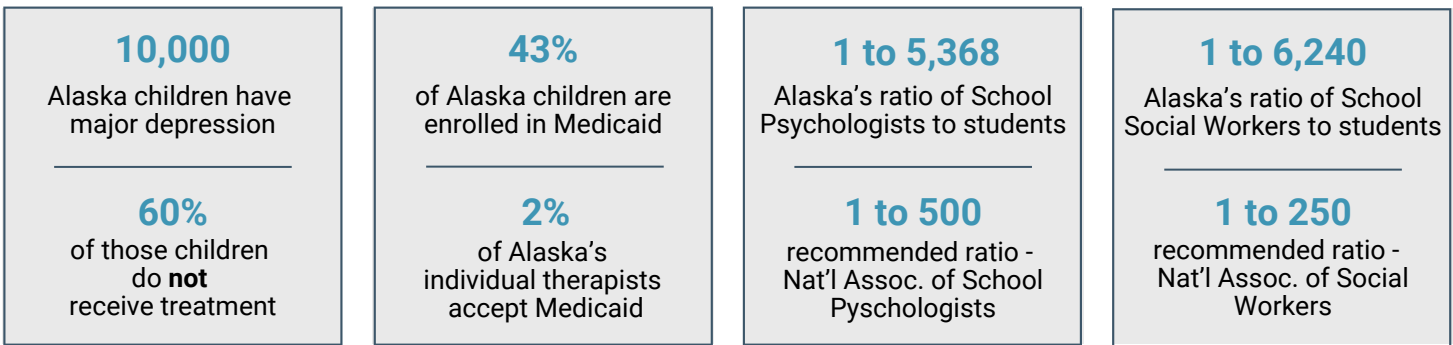 10,000
Alaska children have
major depression
60%
of those children
do not
receive treatment
43%
of Alaska children are
enrolled in Medicaid
2%
of Alaska's
individual therapists
accept Medicaid
1 to 5,368
Alaska's ratio of School
Psychologists to students
1 to 500
recommended ratio -
Nat'l Assoc. of School
Pyschologists
1 to 6,240
Alaska's ratio of School
Social Workers to students
1 to 250
recommended ratio -
Nat'l Assoc. of Social
Workers